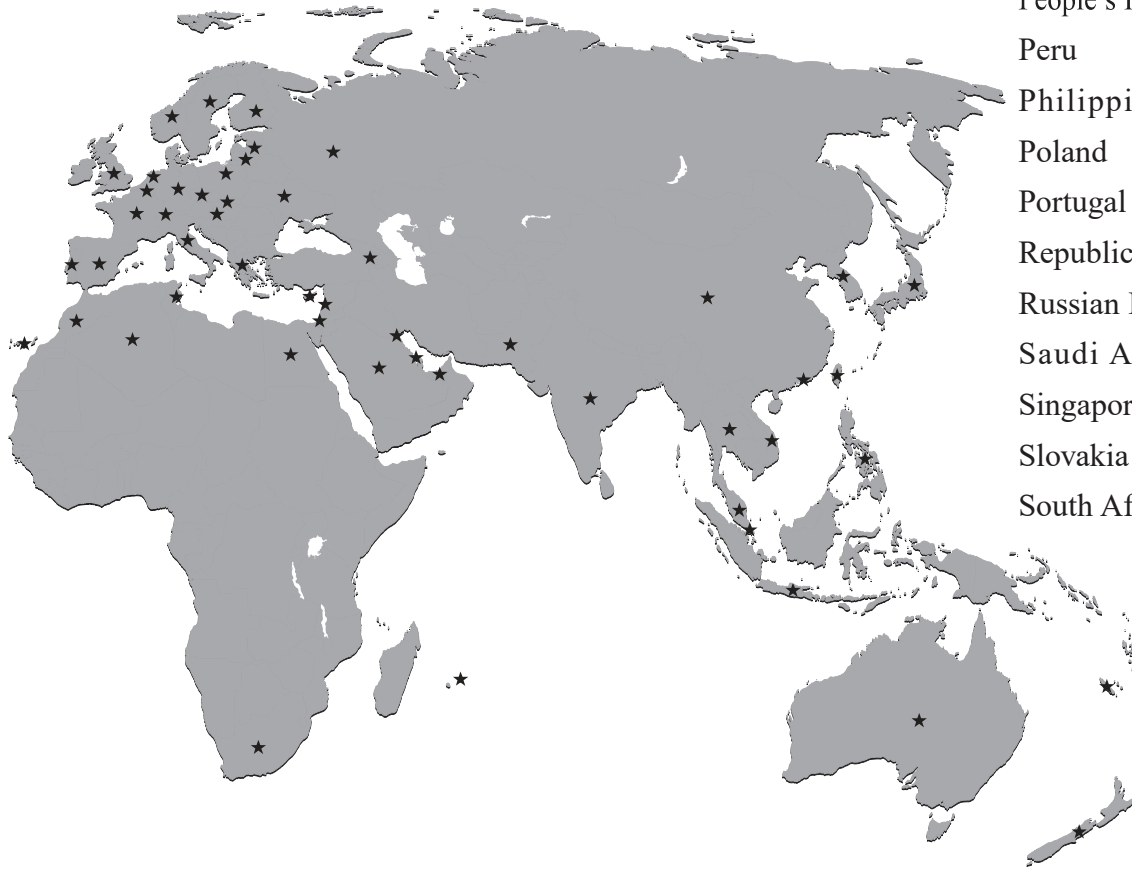 People's
Peru
Philippi
Poland
Portugal
Republic
Russian
Saudi A
Singapor
Slovakia
South Af